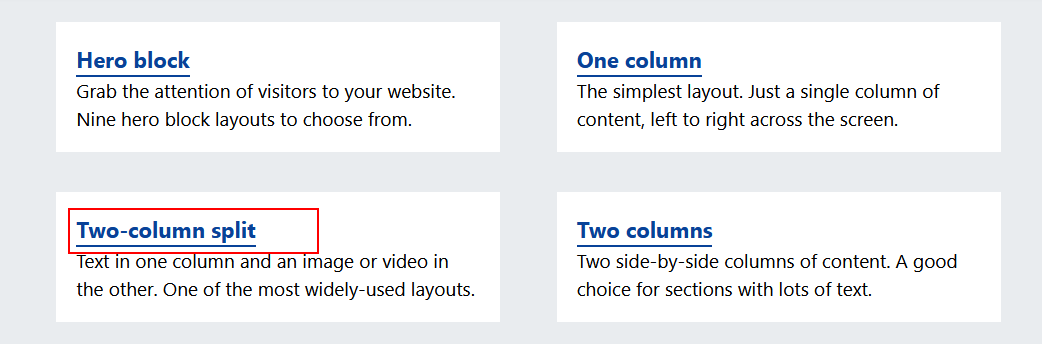 Hero block
Grab the attention of visitors to your website.
Nine hero block layouts to choose from.
One column
The simplest layout. Just a single column of
content, left to right across the screen.
Two-column split
Text in one column and an image or video in
the other. One of the most widely-used layouts.
Two columns
Two side-by-side columns of content. A good
choice for sections with lots of text.